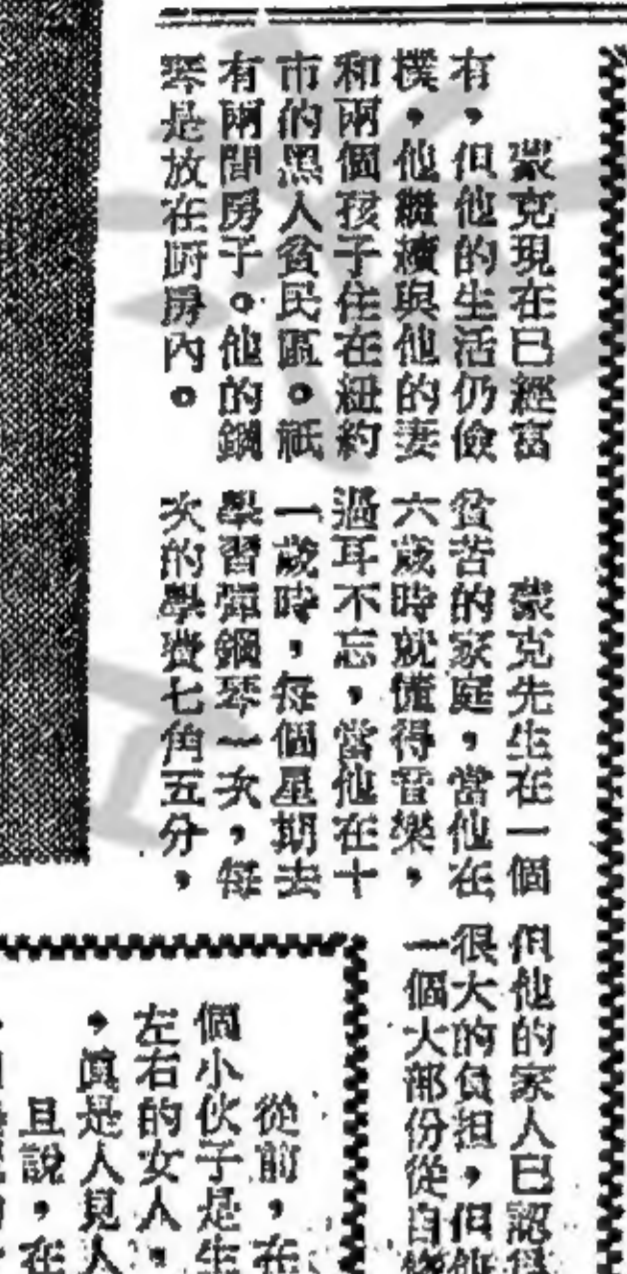 蒙克現在已經富
有，但他的生活仍儉
樸，他繼續與他的妻
和兩個孩子住在紐約
市的黑人貧民區。祇
有兩間房子。他的鋼
琴是放在厨房內。
蒙克先生在一個
貧苦的家庭，當他在
六歲時就懂得音樂，
過耳不忘，當他在十
一歲時，每個星期去
學習彈鋼琴一次，每
次的學費七角五分，
但他的家人已認爲
很大的負担，但他
一個大部份從自修
從前，在
個小伙子是生
左右的女人，
，眞是人見人
且說，在